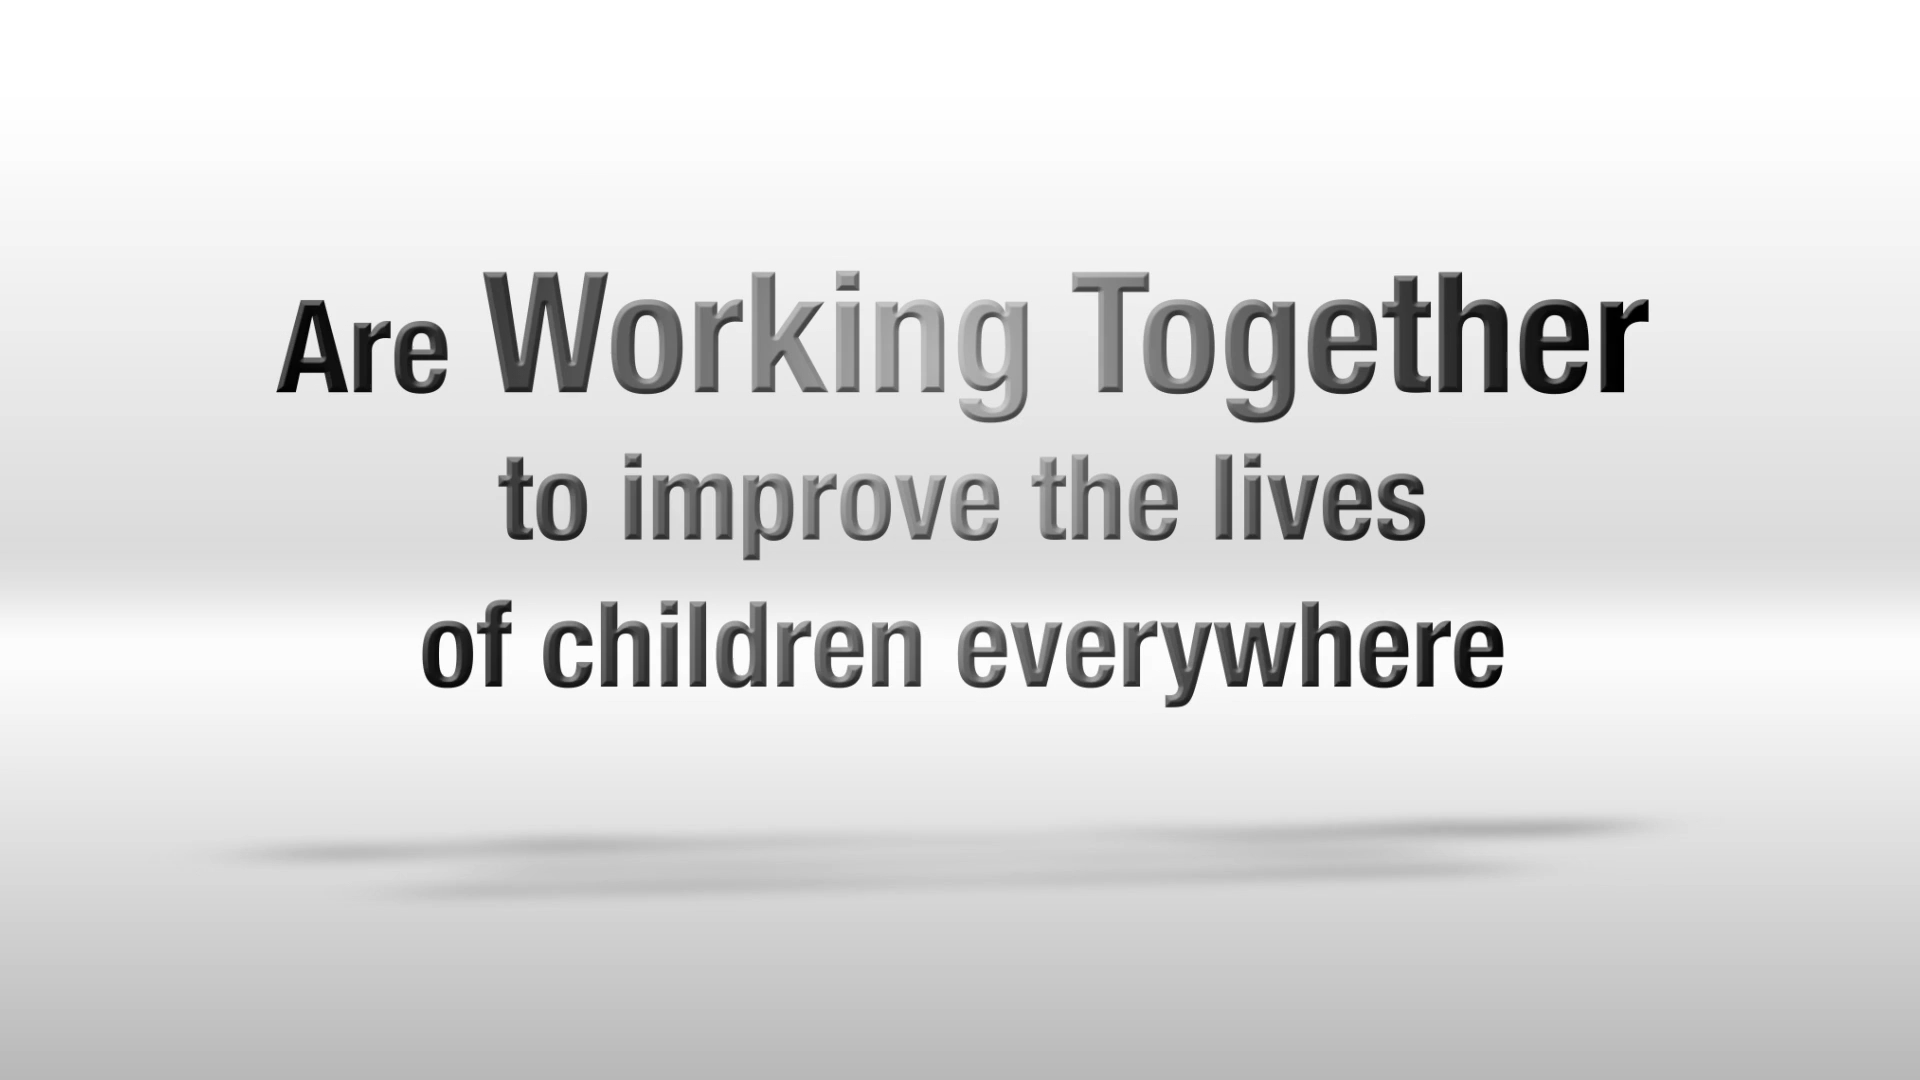 Are Working Together
to improve the lives
of children everywhere